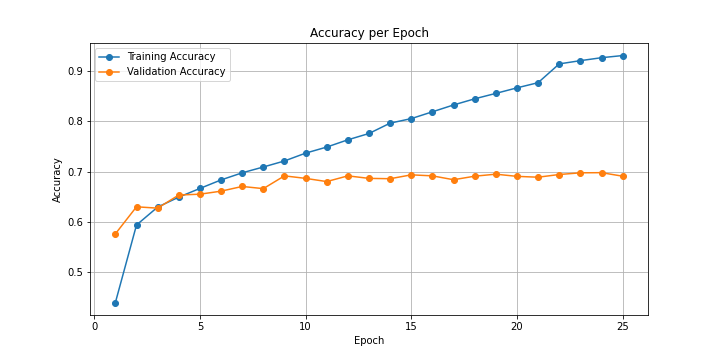 Accuracy per Epoch
Training Accuracy
Validation Accuracy
Accuracy
0.9
0.8
0.7
0.6
0.5
0
5
10
15
20
25
Epoch